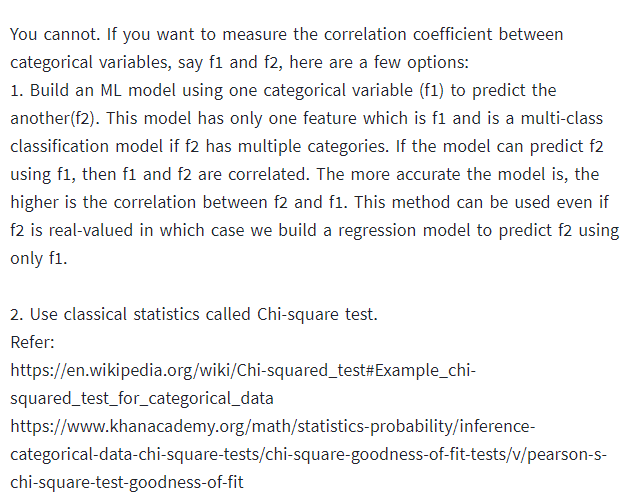 You cannot. If you want to measure the correlation coefficient between
categorical variables, say f1 and f2, here are a few options:
1. Build an ML model using one categorical variable (f1) to predict the
another(f2). This model has only one feature which is f1 and is a multi-class
classification model if f2 has multiple categories. If the model can predict f2
using f1, then f1 and f2 are correlated. The more accurate the model is, the
higher is the correlation between f2 and f1. This method can be used even if
f2 is real-valued in which case we build a regression model to predict f2 using
only f1.
2. Use classical statistics called Chi-square test.
Refer:
https://en.wikipedia.org/wiki/Chi-squared_test#Example_chi-
squared_test_for_categorical_data
https://www.khanacademy.org/math/statistics-probability/inference-
categorical-data-chi-square-tests/chi-square-goodness-of-fit-tests/v/pearson-s-
chi-square-test-goodness-of-fit